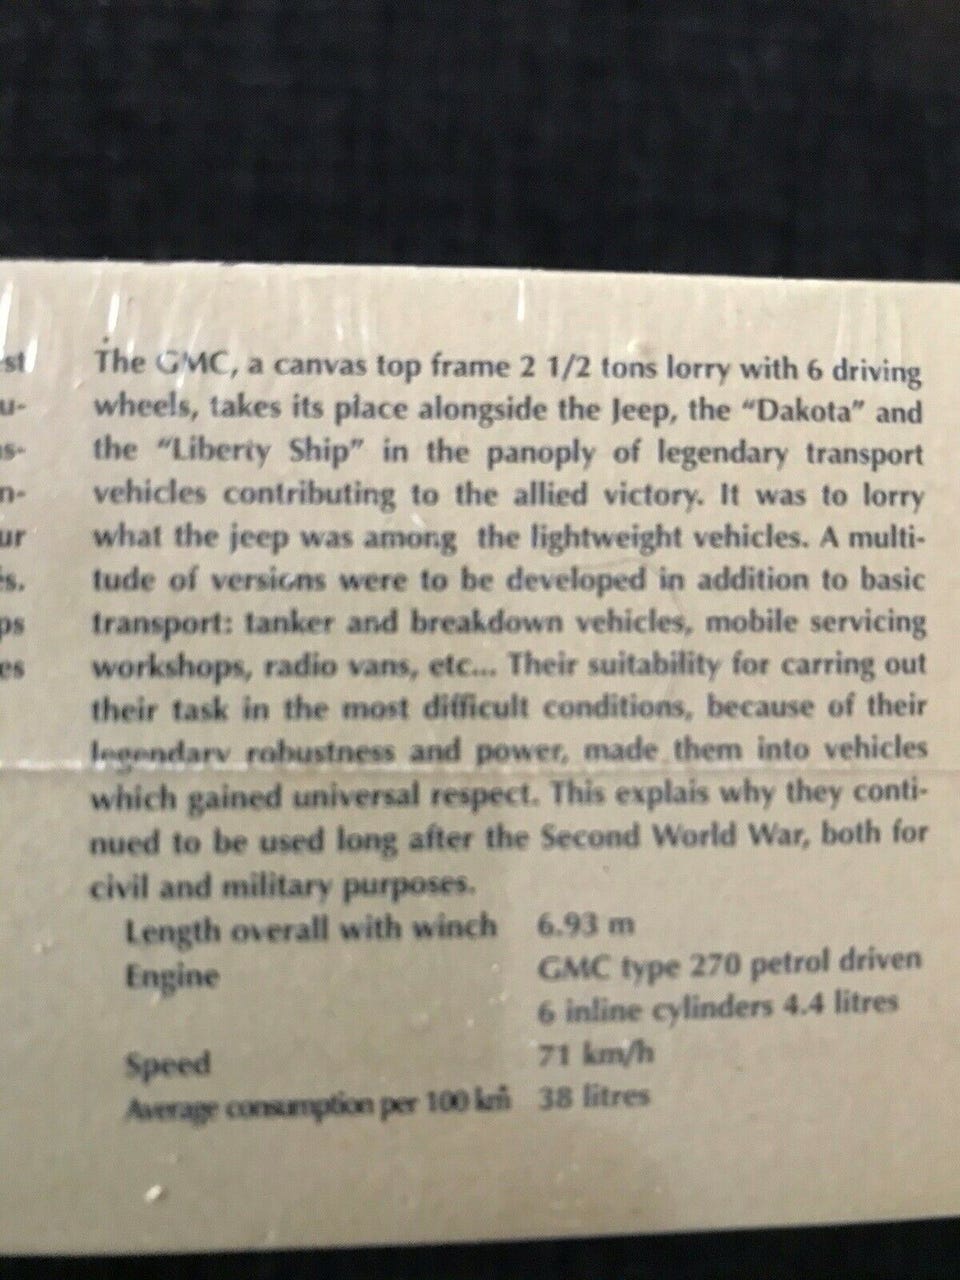 st
u-
s-
n-
ur
és.
ps
es
The GMC, a canvas top frame 2 1/2 tons lorry with 6 driving
wheels, takes its place alongside the Jeep, the “Dakota” and
the “Liberty Ship” in the panoply of legendary transport
vehicles contributing to the allied victory. It was to lorry
what the jeep was among the lightweight vehicles. A multi-
tude of versions were to be developed in addition to basic
transport: tanker and breakdown vehicles, mobile servicing
workshops, radio vans, etc... Their suitability for carring out
their task in the most difficult conditions, because of their
legendary robustness and power, made them into vehicles
which gained universal respect. This explais why they conti-
nued to be used long after the Second World War, both for
civil and military purposes.
Length overall with winch 6.93 m
Engine GMC type 270 petrol driven
6 inline cylinders 4.4 litres
Speed 71 km/h
Average consumption per 100 km 38 litres